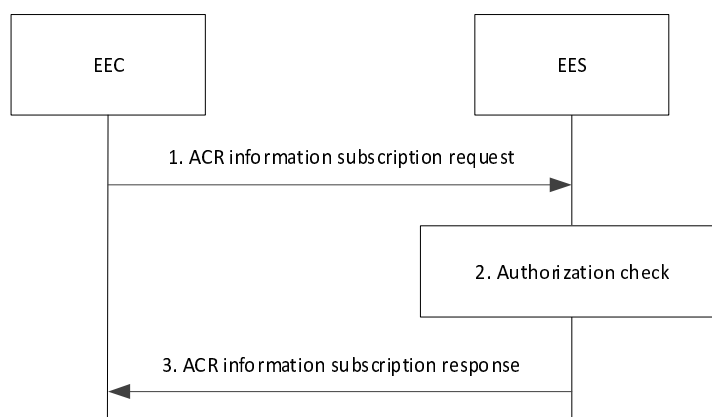 EEC
EES
1. ACR information subscription request
2. Authorization check
3. ACR information subscription response